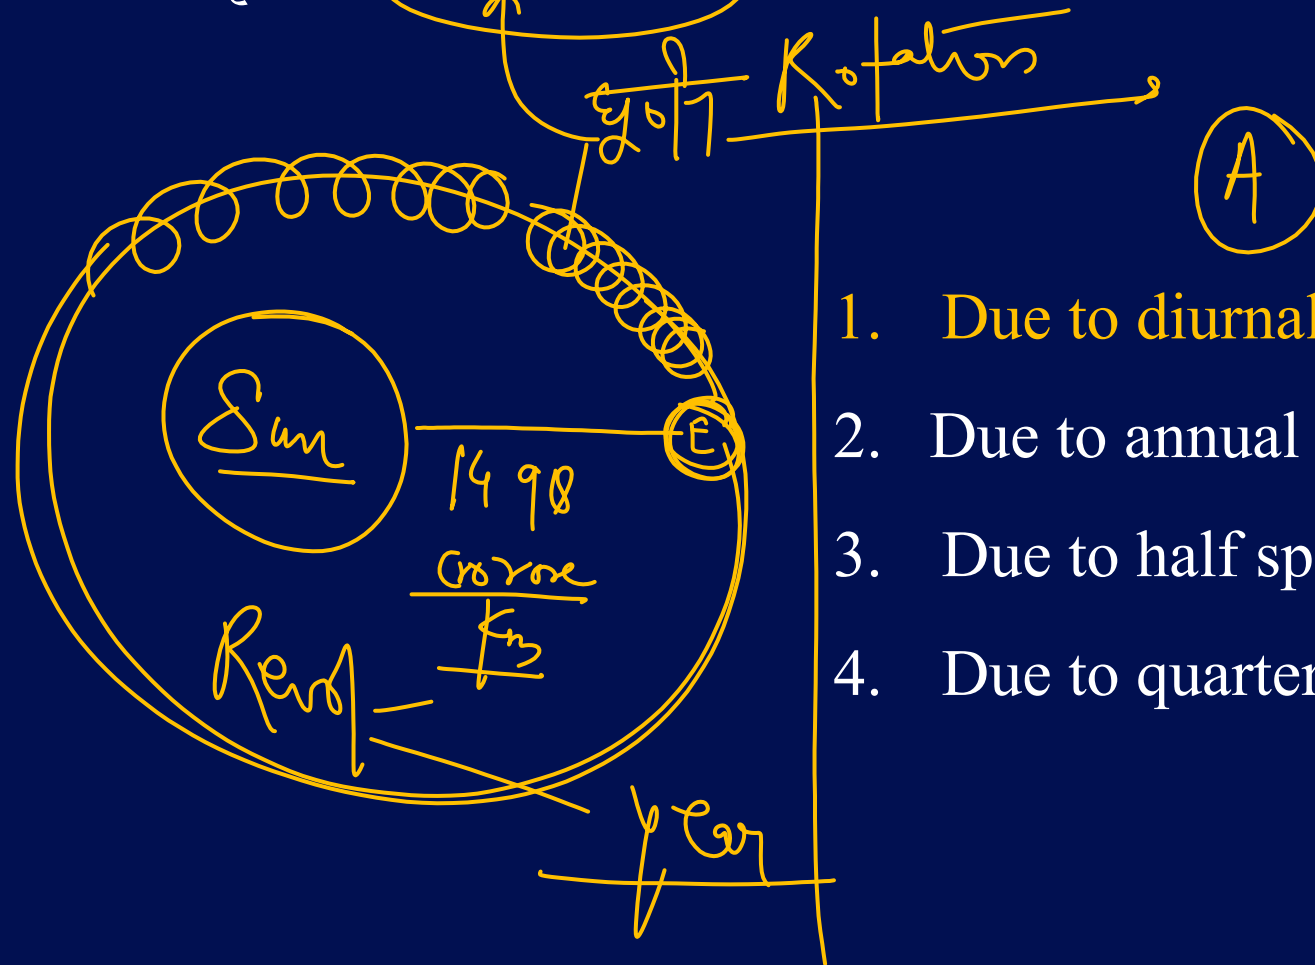 Rotation
घूर्णन
A
1. Due to diurnal
2. Due to annual
3. Due to half sp
4. Due to quarter
Sun
E
1498
crore
Km
Revol
year